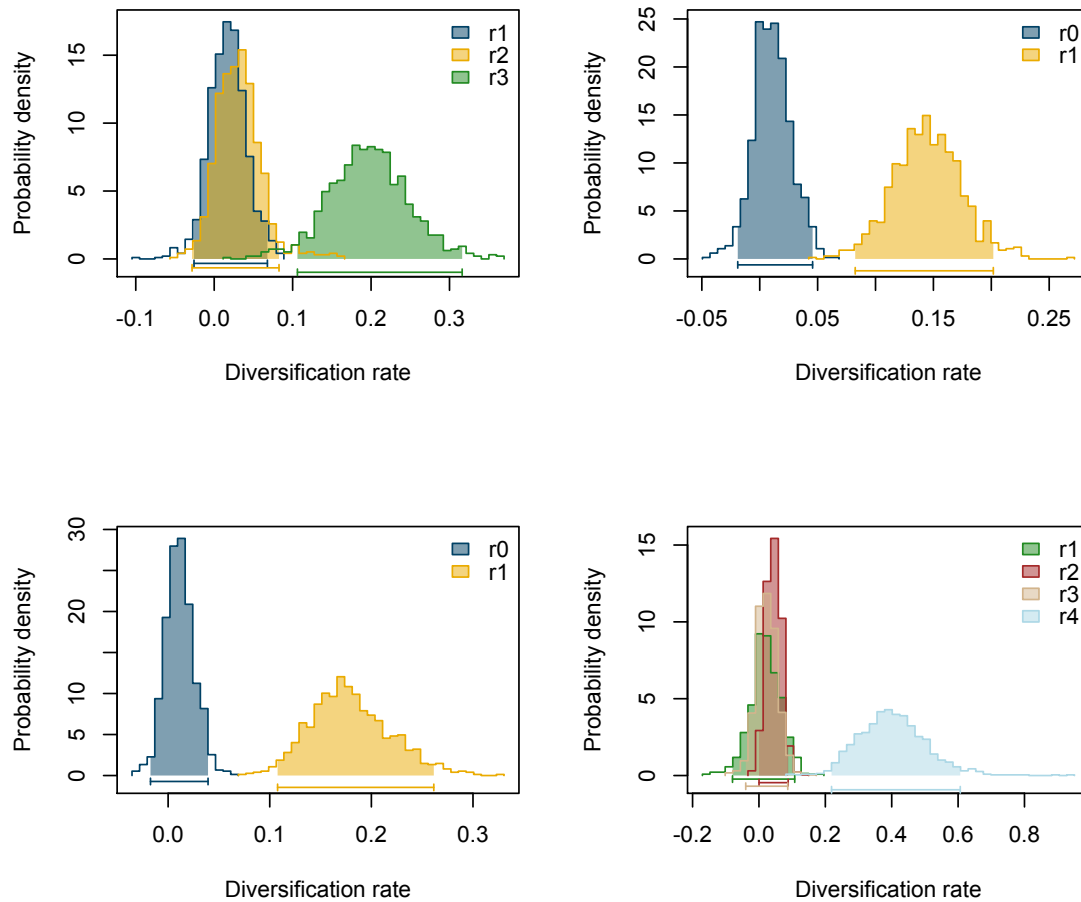 r1
r2
r3
Probability density
0
5
10
15
-0.1
0.0
0.1
0.2
0.3
Diversification rate
r0
r1
Probability density
0
5
10
15
20
25
-0.05
0.05
0.15
0.25
Diversification rate
r0
r1
Probability density
0
5
10
20
30
0.0
0.1
0.2
0.3
Diversification rate
r1
r2
r3
r4
Probability density
0
5
10
15
-0.2
0.0
0.2
0.4
0.6
0.8
Diversification rate